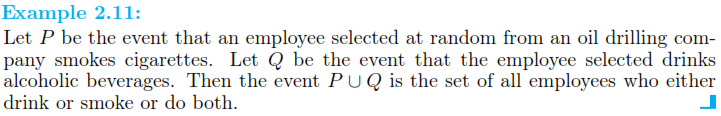 Example 2.11:
Let P be the event that an employee selected at random from an oil drilling com-
pany smokes cigarettes. Let Q be the event that the employee selected drinks
alcoholic beverages. Then the event P ∪ Q is the set of all employees who either
drink or smoke or do both.